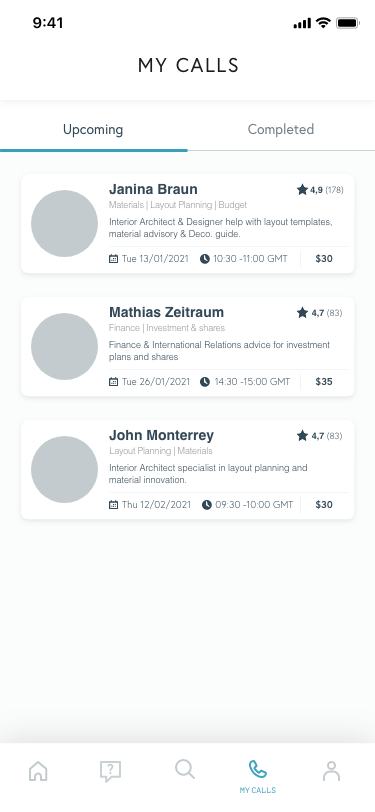 9:41
MY CALLS
Upcoming
Completed
Janina Braun
4,9 (178)
Materials | Layout Planning | Budget
Interior Architect & Designer help with layout templates,
material advisory & Deco. guide.
Tue 13/01/2021
10:30 -11:00 GMT
$30
Mathias Zeitraum
4,7 (83)
Finance | Investment & shares
Finance & International Relations advice for investment
plans and shares
Tue 26/01/2021
14:30 -15:00 GMT
$35
John Monterrey
4,7 (83)
Layout Planning | Materials
Interior Architect specialist in layout planning and
material innovation.
Thu 12/02/2021
09:30 -10:00 GMT
$30
?
MY CALLS